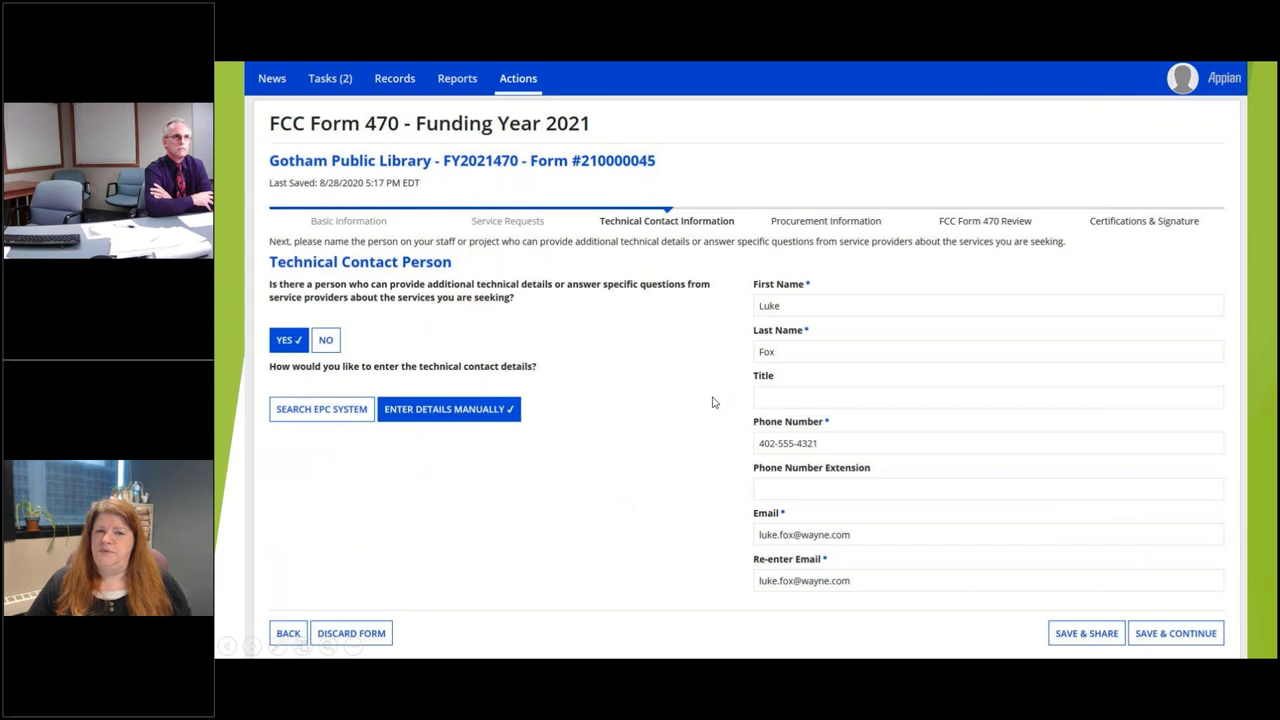 News Tasks (2) Records Reports Actions Appian
FCC Form 470 - Funding Year 2021
Gotham Public Library - FY2021470 - Form #210000045
Last Saved: 8/28/2020 5:17 PM EDT
Basic Information Service Requests Technical Contact Information Procurement Information FCC Form 470 Review Certifications & Signature
Next, please name the person on your staff or project who can provide additional technical details or answer specific questions from service providers about the services you are seeking.
Technical Contact Person
Is there a person who can provide additional technical details or answer specific questions from
service providers about the services you are seeking?
YES ✓ NO
How would you like to enter the technical contact details?
SEARCH EPC SYSTEM ENTER DETAILS MANUALLY ✓
First Name *
Luke
Last Name *
Fox
Title
Phone Number *
402-555-4321
Phone Number Extension
Email *
luke.fox@wayne.com
Re-enter Email *
luke.fox@wayne.com
BACK DISCARD FORM SAVE & SHARE SAVE & CONTINUE